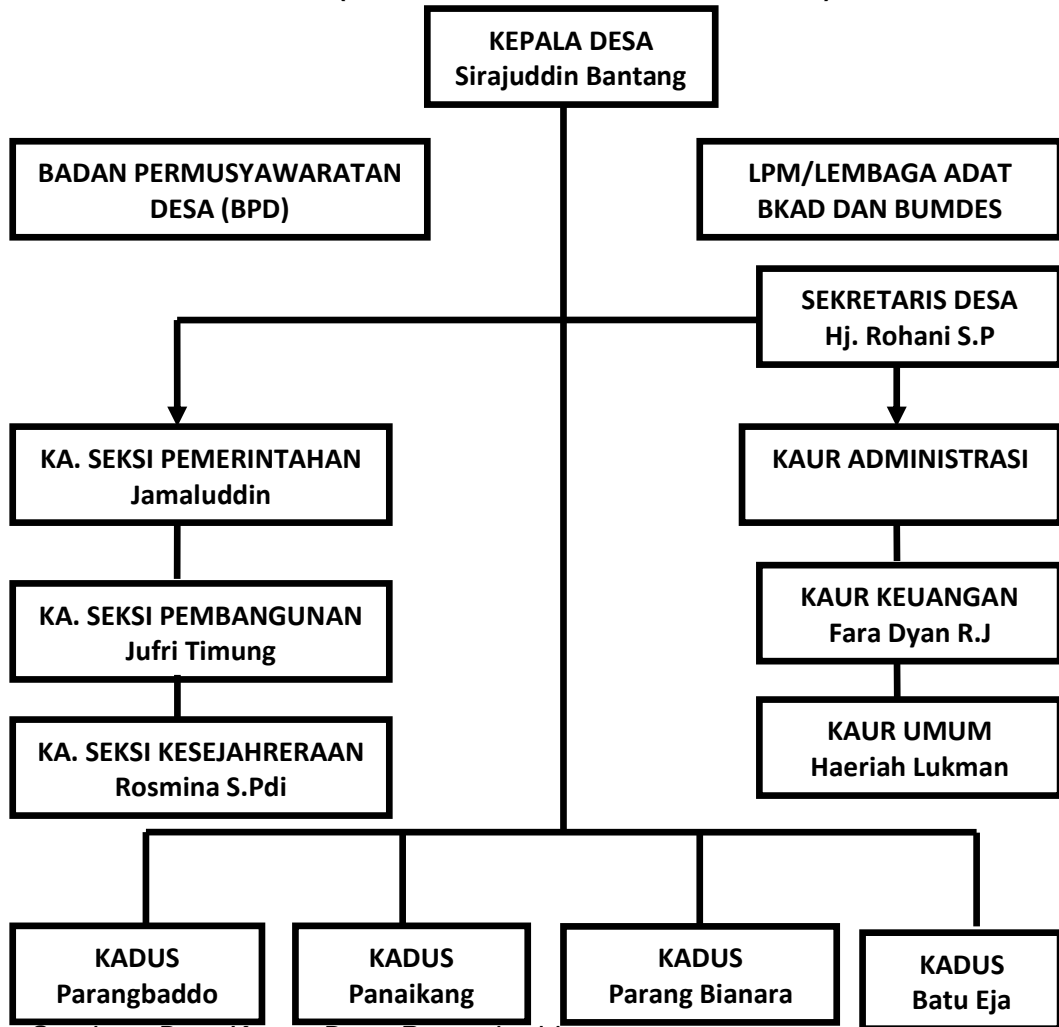 KEPALA DESA
Sirajuddin Bantang
BADAN PERMUSYAWARATAN
DESA (BPD)
LPM/LEMBAGA ADAT
BKAD DAN BUMDES
SEKRETARIS DESA
Hj. Rohani S.P
KA. SEKSI PEMERINTAHAN
Jamaluddin
KAUR ADMINISTRASI
KA. SEKSI PEMBANGUNAN
Jufri Timung
KAUR KEUANGAN
Fara Dyan R.J
KA. SEKSI KESEJAHRERAAN
Rosmina S.Pdi
KAUR UMUM
Haeriah Lukman
KADUS
Parangbaddo
KADUS
Panaikang
KADUS
Parang Bianara
KADUS
Batu Eja